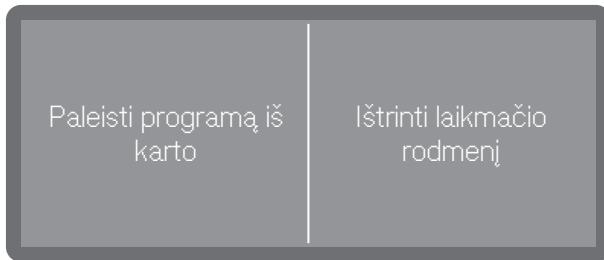 Paleisti programą iš
karto
Ištrinti laikmačio
rodmenį